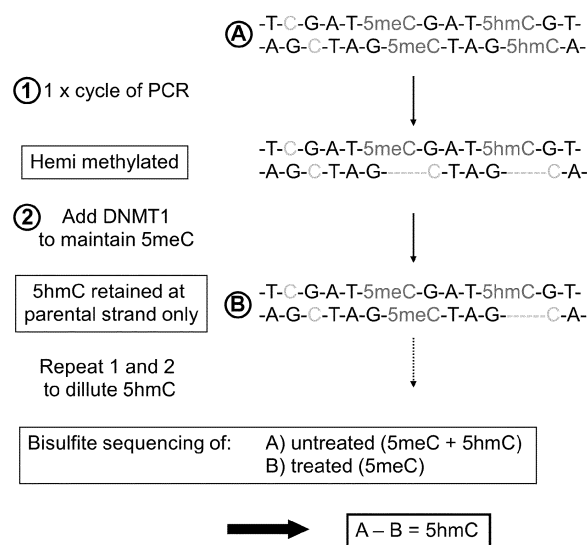 A
-T-C-G-A-T-5meC-G-A-T-5hmC-G-T-
-A-G-C-T-A-G-5meC-T-A-G-5hmC-A-
1 1 x cycle of PCR
Hemi methylated
-T-C-G-A-T-5meC-G-A-T-5hmC-G-T-
-A-G-C-T-A-G------C-T-A-G------C-A-
2 Add DNMT1
to maintain 5meC
5hmC retained at
parental strand only
B
-T-C-G-A-T-5meC-G-A-T-5hmC-G-T-
-A-G-C-T-A-G-5meC-T-A-G------C-A-
Repeat 1 and 2
to dillute 5hmC
Bisulfite sequencing of: A) untreated (5meC + 5hmC)
B) treated (5meC)
A – B = 5hmC